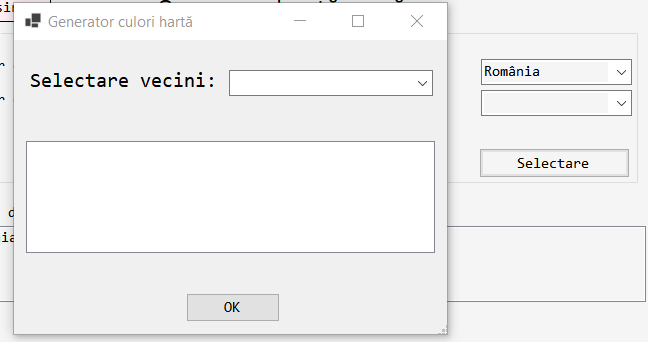 Generator culori hartă
Selectare vecini:
România
Selectare
OK